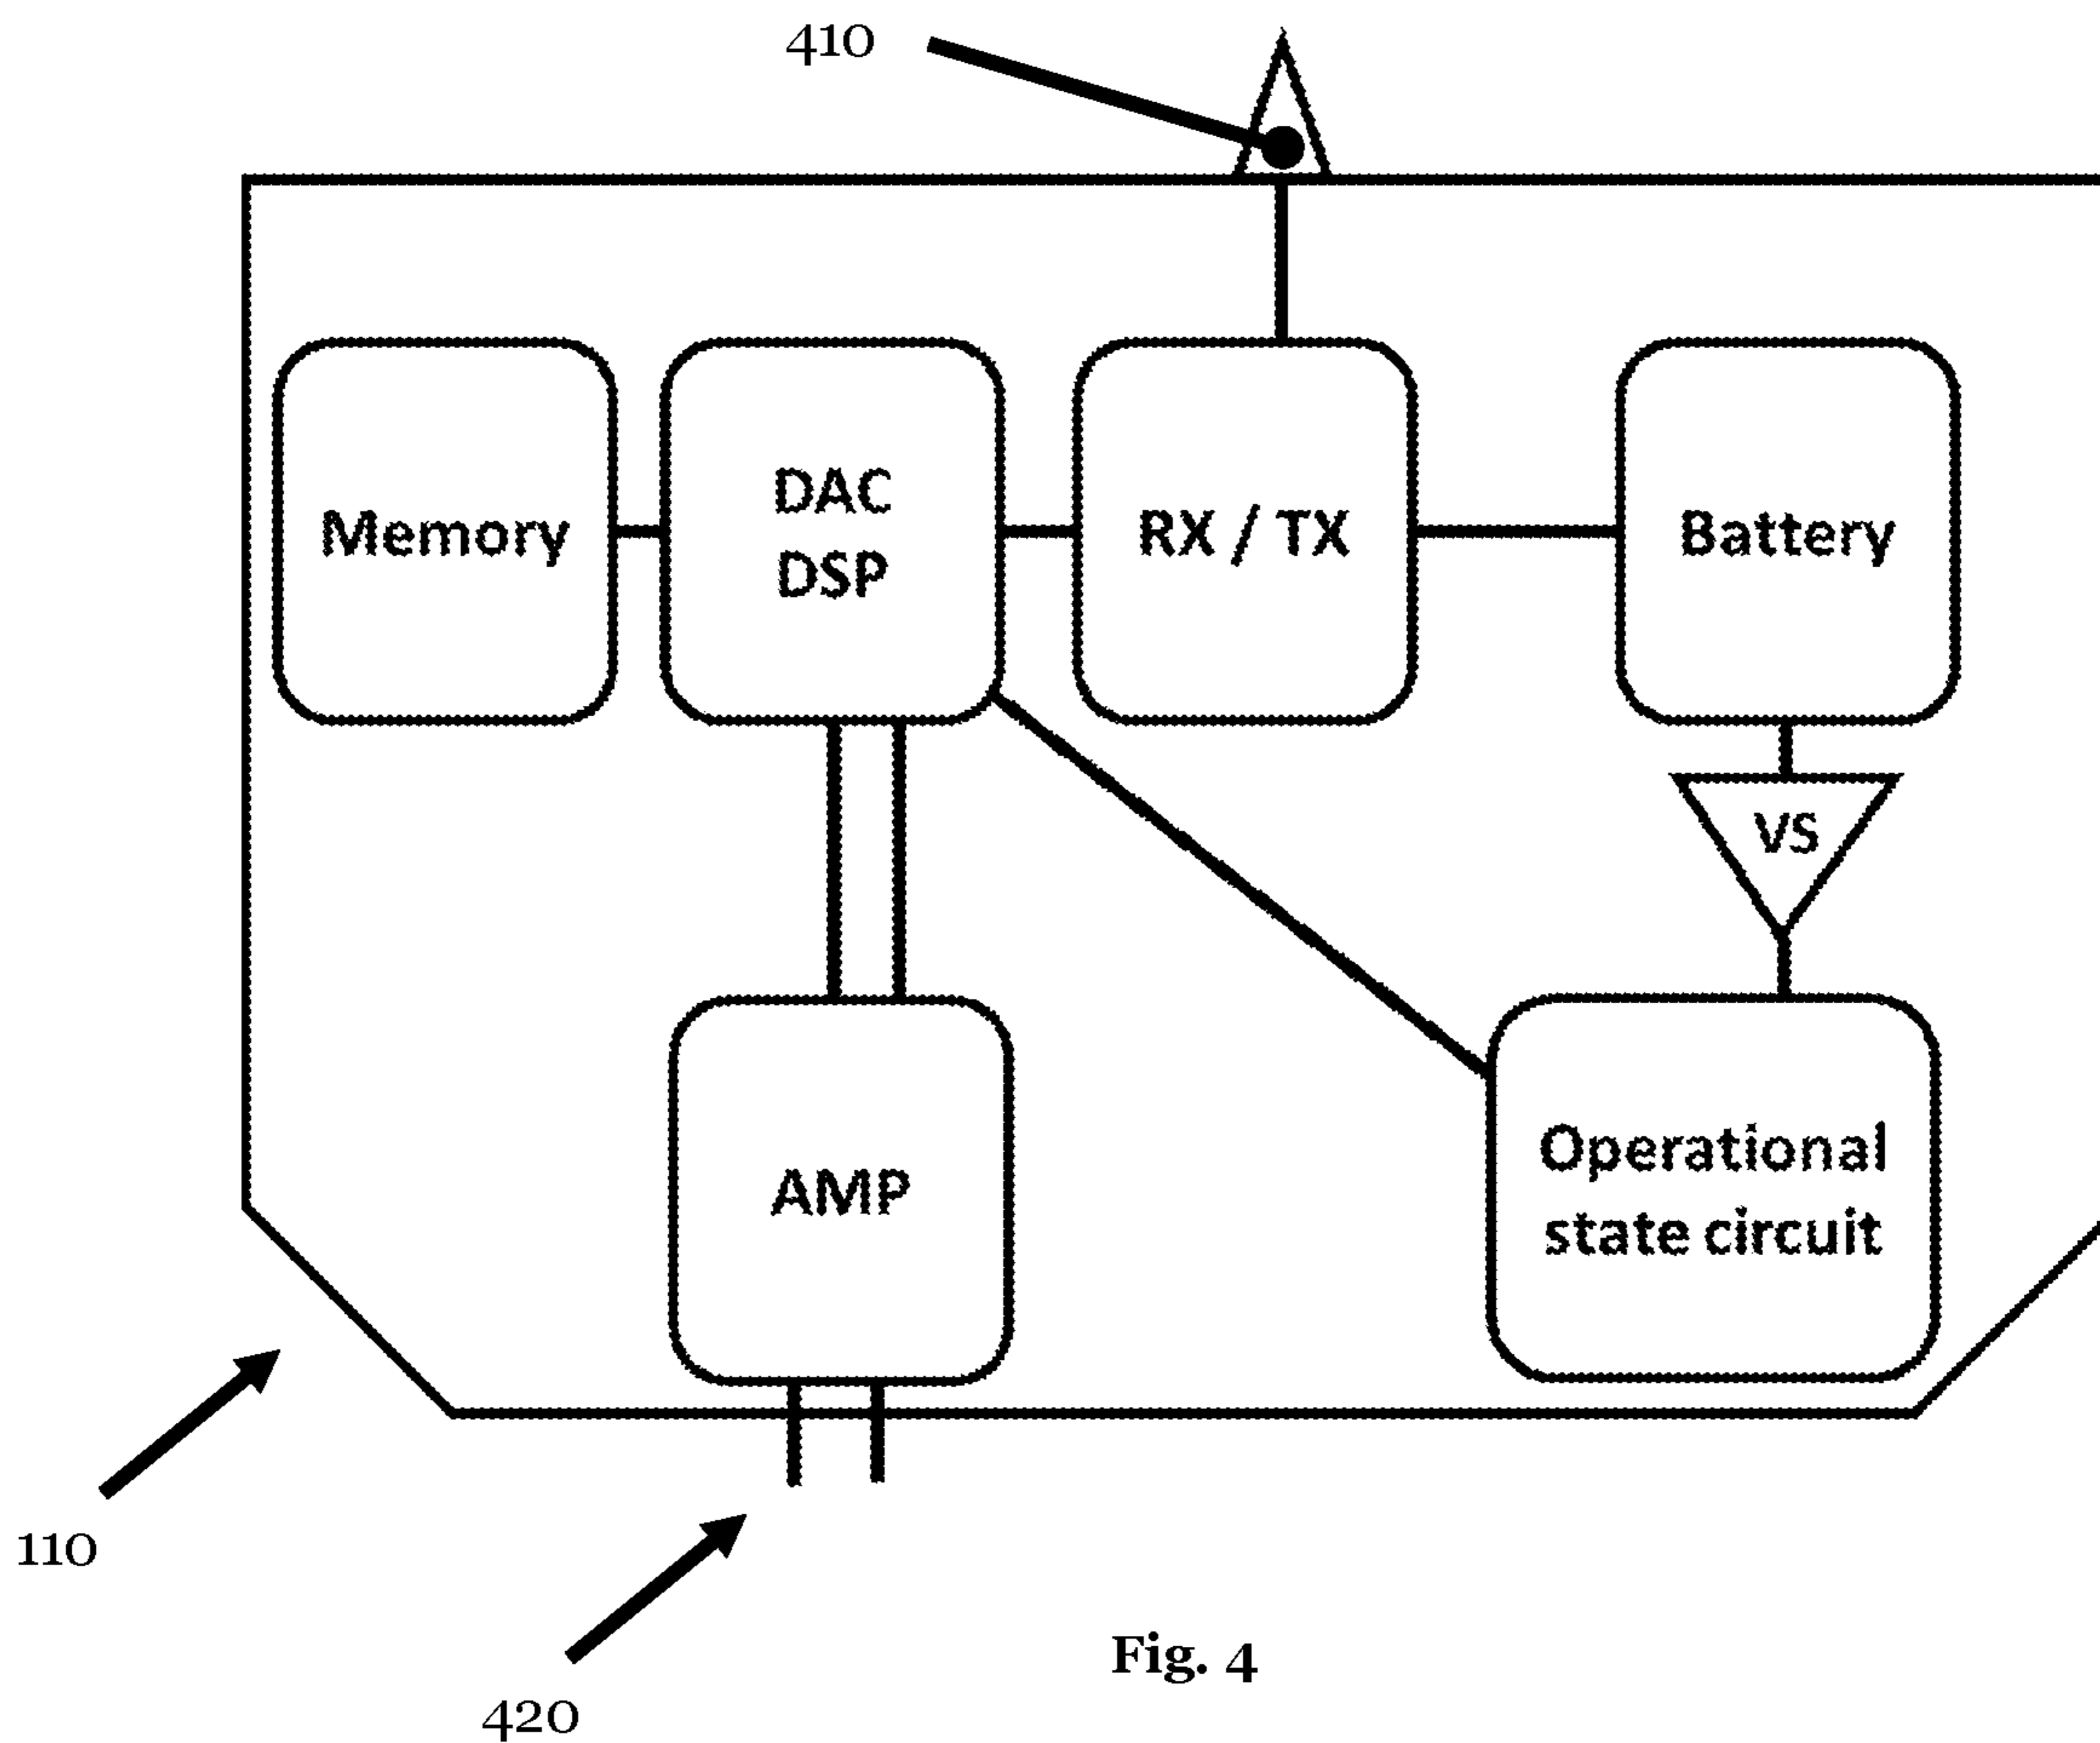 410
Memory
DAC
DSP
RX / TX
Battery
VS
AMP
Operational
state circuit
110
420
Fig. 4